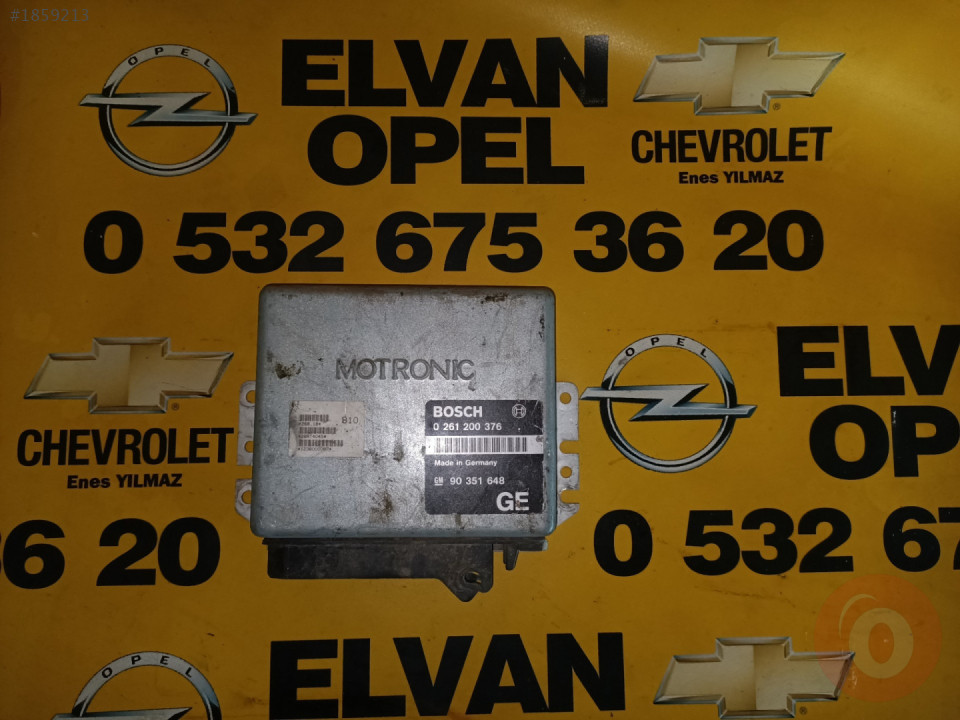 #1859213
OPEL
ELVAN
OPEL
CHEVROLET
Enes YILMAZ
0 532 675 36 20
MOTRONIC
B10
BOSCH
0 261 200 376
Made in Germany
GM 90 351 648
GE
CHEVROLET
Enes YILMAZ
OPEL
ELV
OP
36 20
0 532 67
OPEL
ELVAN
O